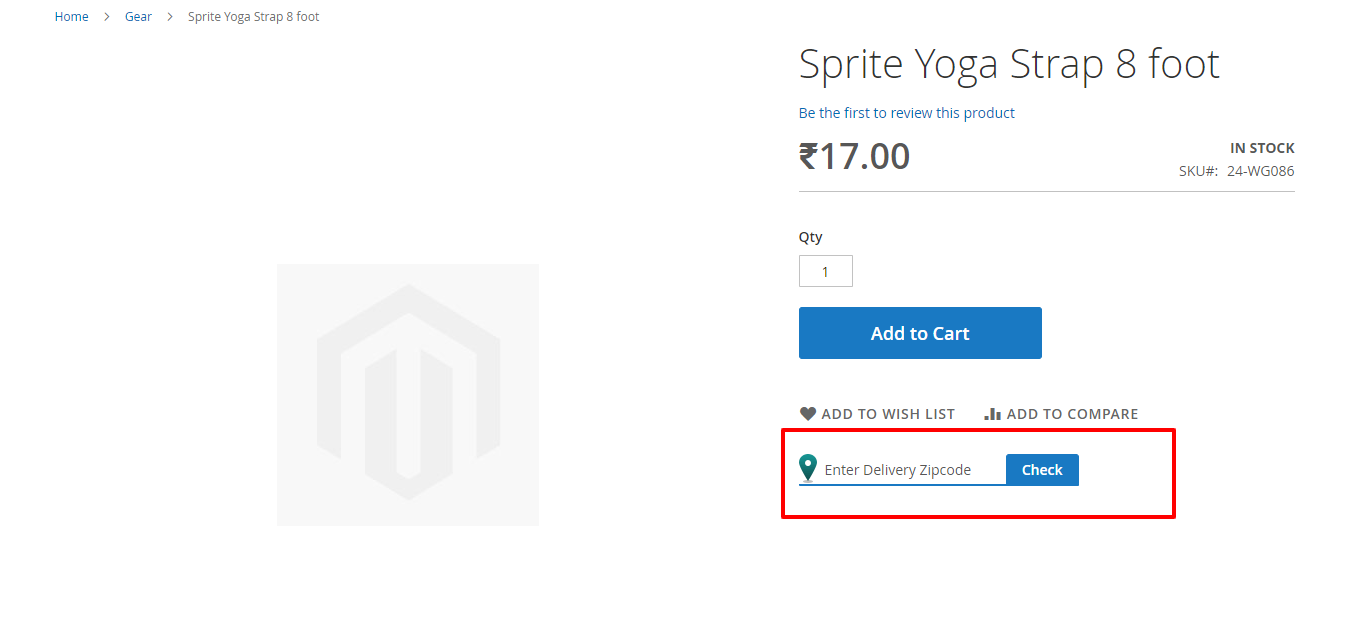 Home > Gear > Sprite Yoga Strap 8 foot
Sprite Yoga Strap 8 foot
Be the first to review this product
₹17.00
IN STOCK
SKU#: 24-WG086
Qty
1
Add to Cart
ADD TO WISH LIST
ADD TO COMPARE
Enter Delivery Zipcode
Check